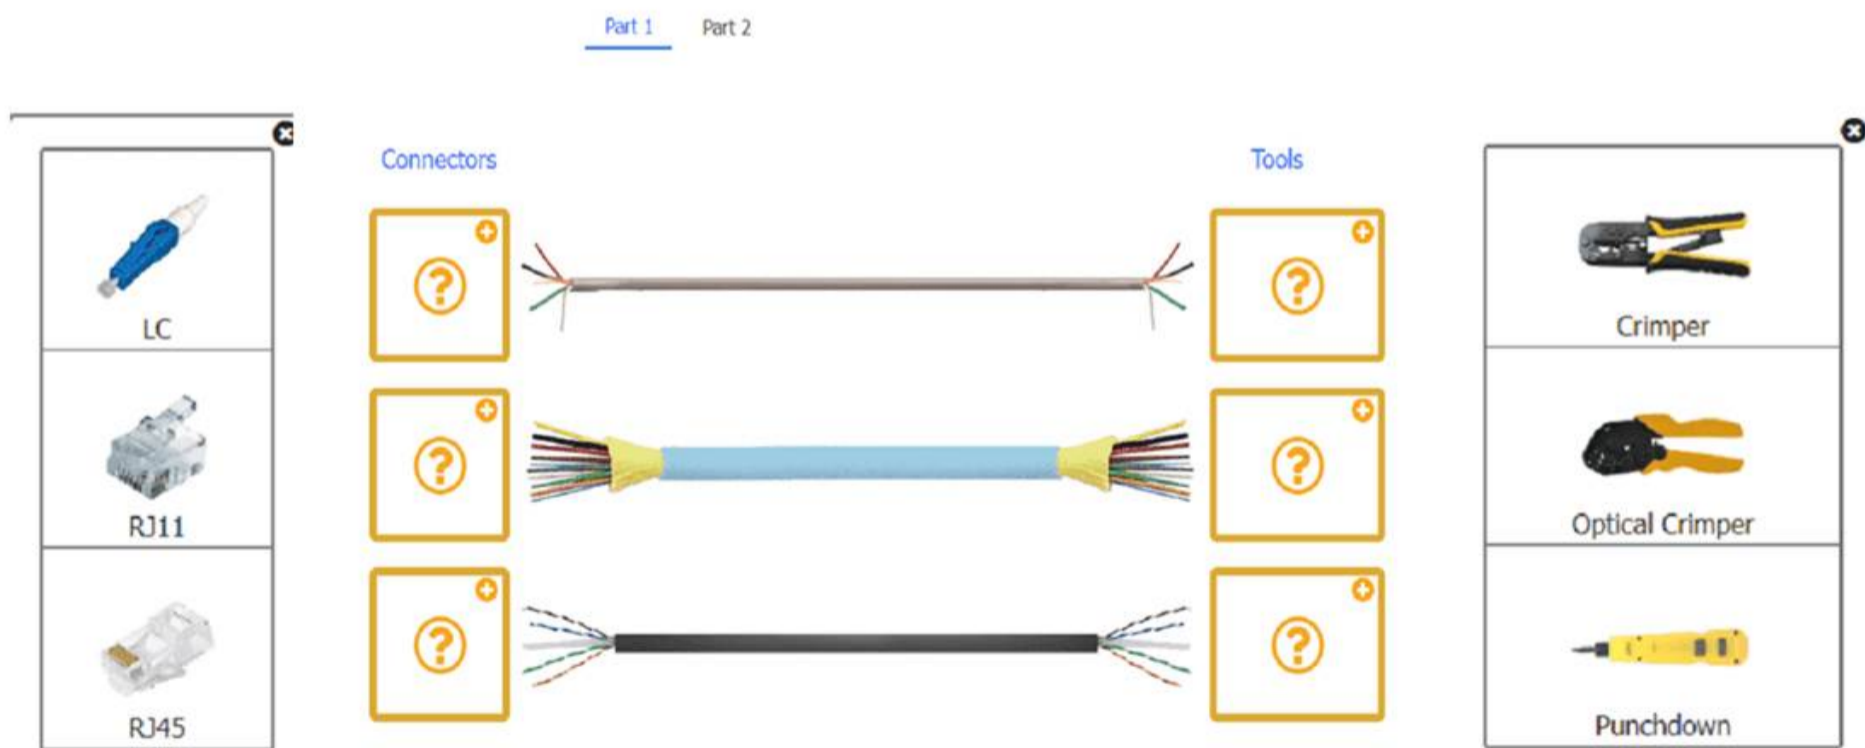 Part 1 Part 2
Connectors
Tools
LC
RJ11
RJ45
Crimper
Optical Crimper
Punchdown